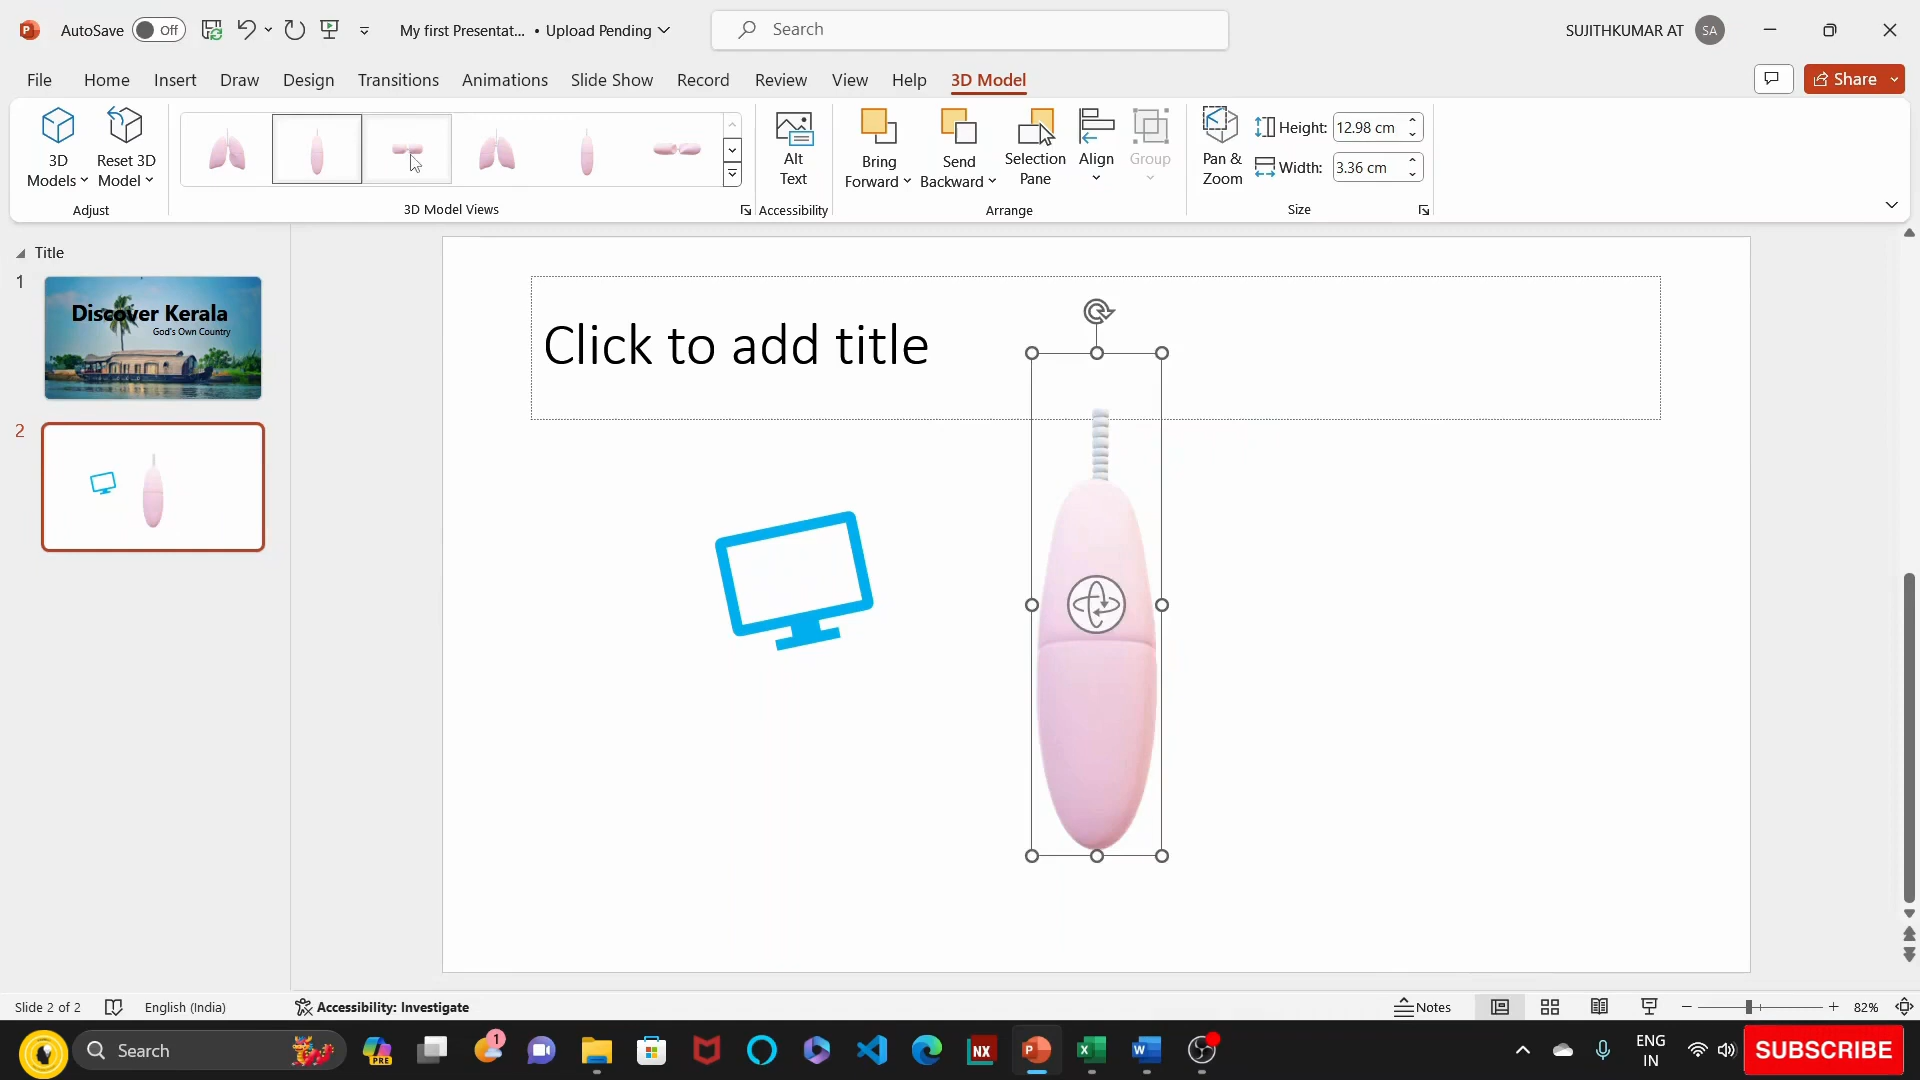 AutoSave Off My first Presentat... • Upload Pending Search SUJITHKUMAR AT SA
File Home Insert Draw Design Transitions Animations Slide Show Record Review View Help 3D Model Share
3D Models Reset 3D Model Alt Text Bring Forward Send Backward Selection Pane Align Group Pan & Zoom Height: 12.98 cm
Width: 3.36 cm
Adjust 3D Model Views Accessibility Arrange Size
Title
1
Discover Kerala
God's Own Country
Click to add title
2
Slide 2 of 2 English (India) Accessibility: Investigate Notes 82%
Search PRE 1 NX ENG
IN
SUBSCRIBE